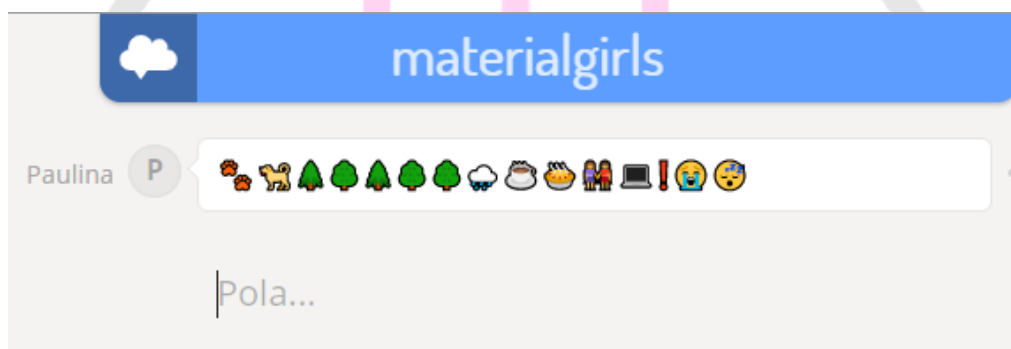 materialgirls
Paulina P 🐾🐕🌲🌳🌲🌳🌳🌧☕🥧👭💻❗😭😴
Pola...